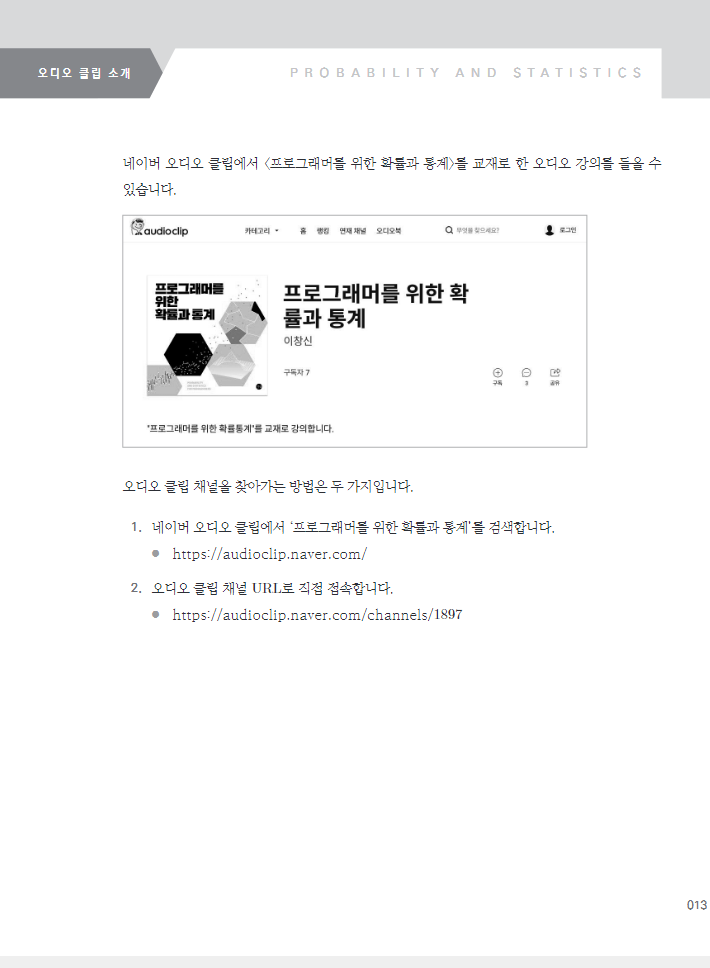 오디오 클립 소개
PROBABILITY AND STATISTICS
네이버 오디오 클립에서 〈프로그래머를 위한 확률과 통계〉를 교재로 한 오디오 강의를 들을 수
있습니다.
audioclip
카테고리 홈 랭킹 연재 채널 오디오북 무엇을 찾으세요? 로그인
프로그래머를
위한
확률과 통계
프로그래머를 위한 확
률과 통계
이창신
구독자 7
구독 3 공유
"프로그래머를 위한 확률통계"를 교재로 강의합니다.
오디오 클립 채널을 찾아가는 방법은 두 가지입니다.
1. 네이버 오디오 클립에서 ‘프로그래머를 위한 확률과 통계’를 검색합니다.
● https://audioclip.naver.com/
2. 오디오 클립 채널 URL로 직접 접속합니다.
● https://audioclip.naver.com/channels/1897
013